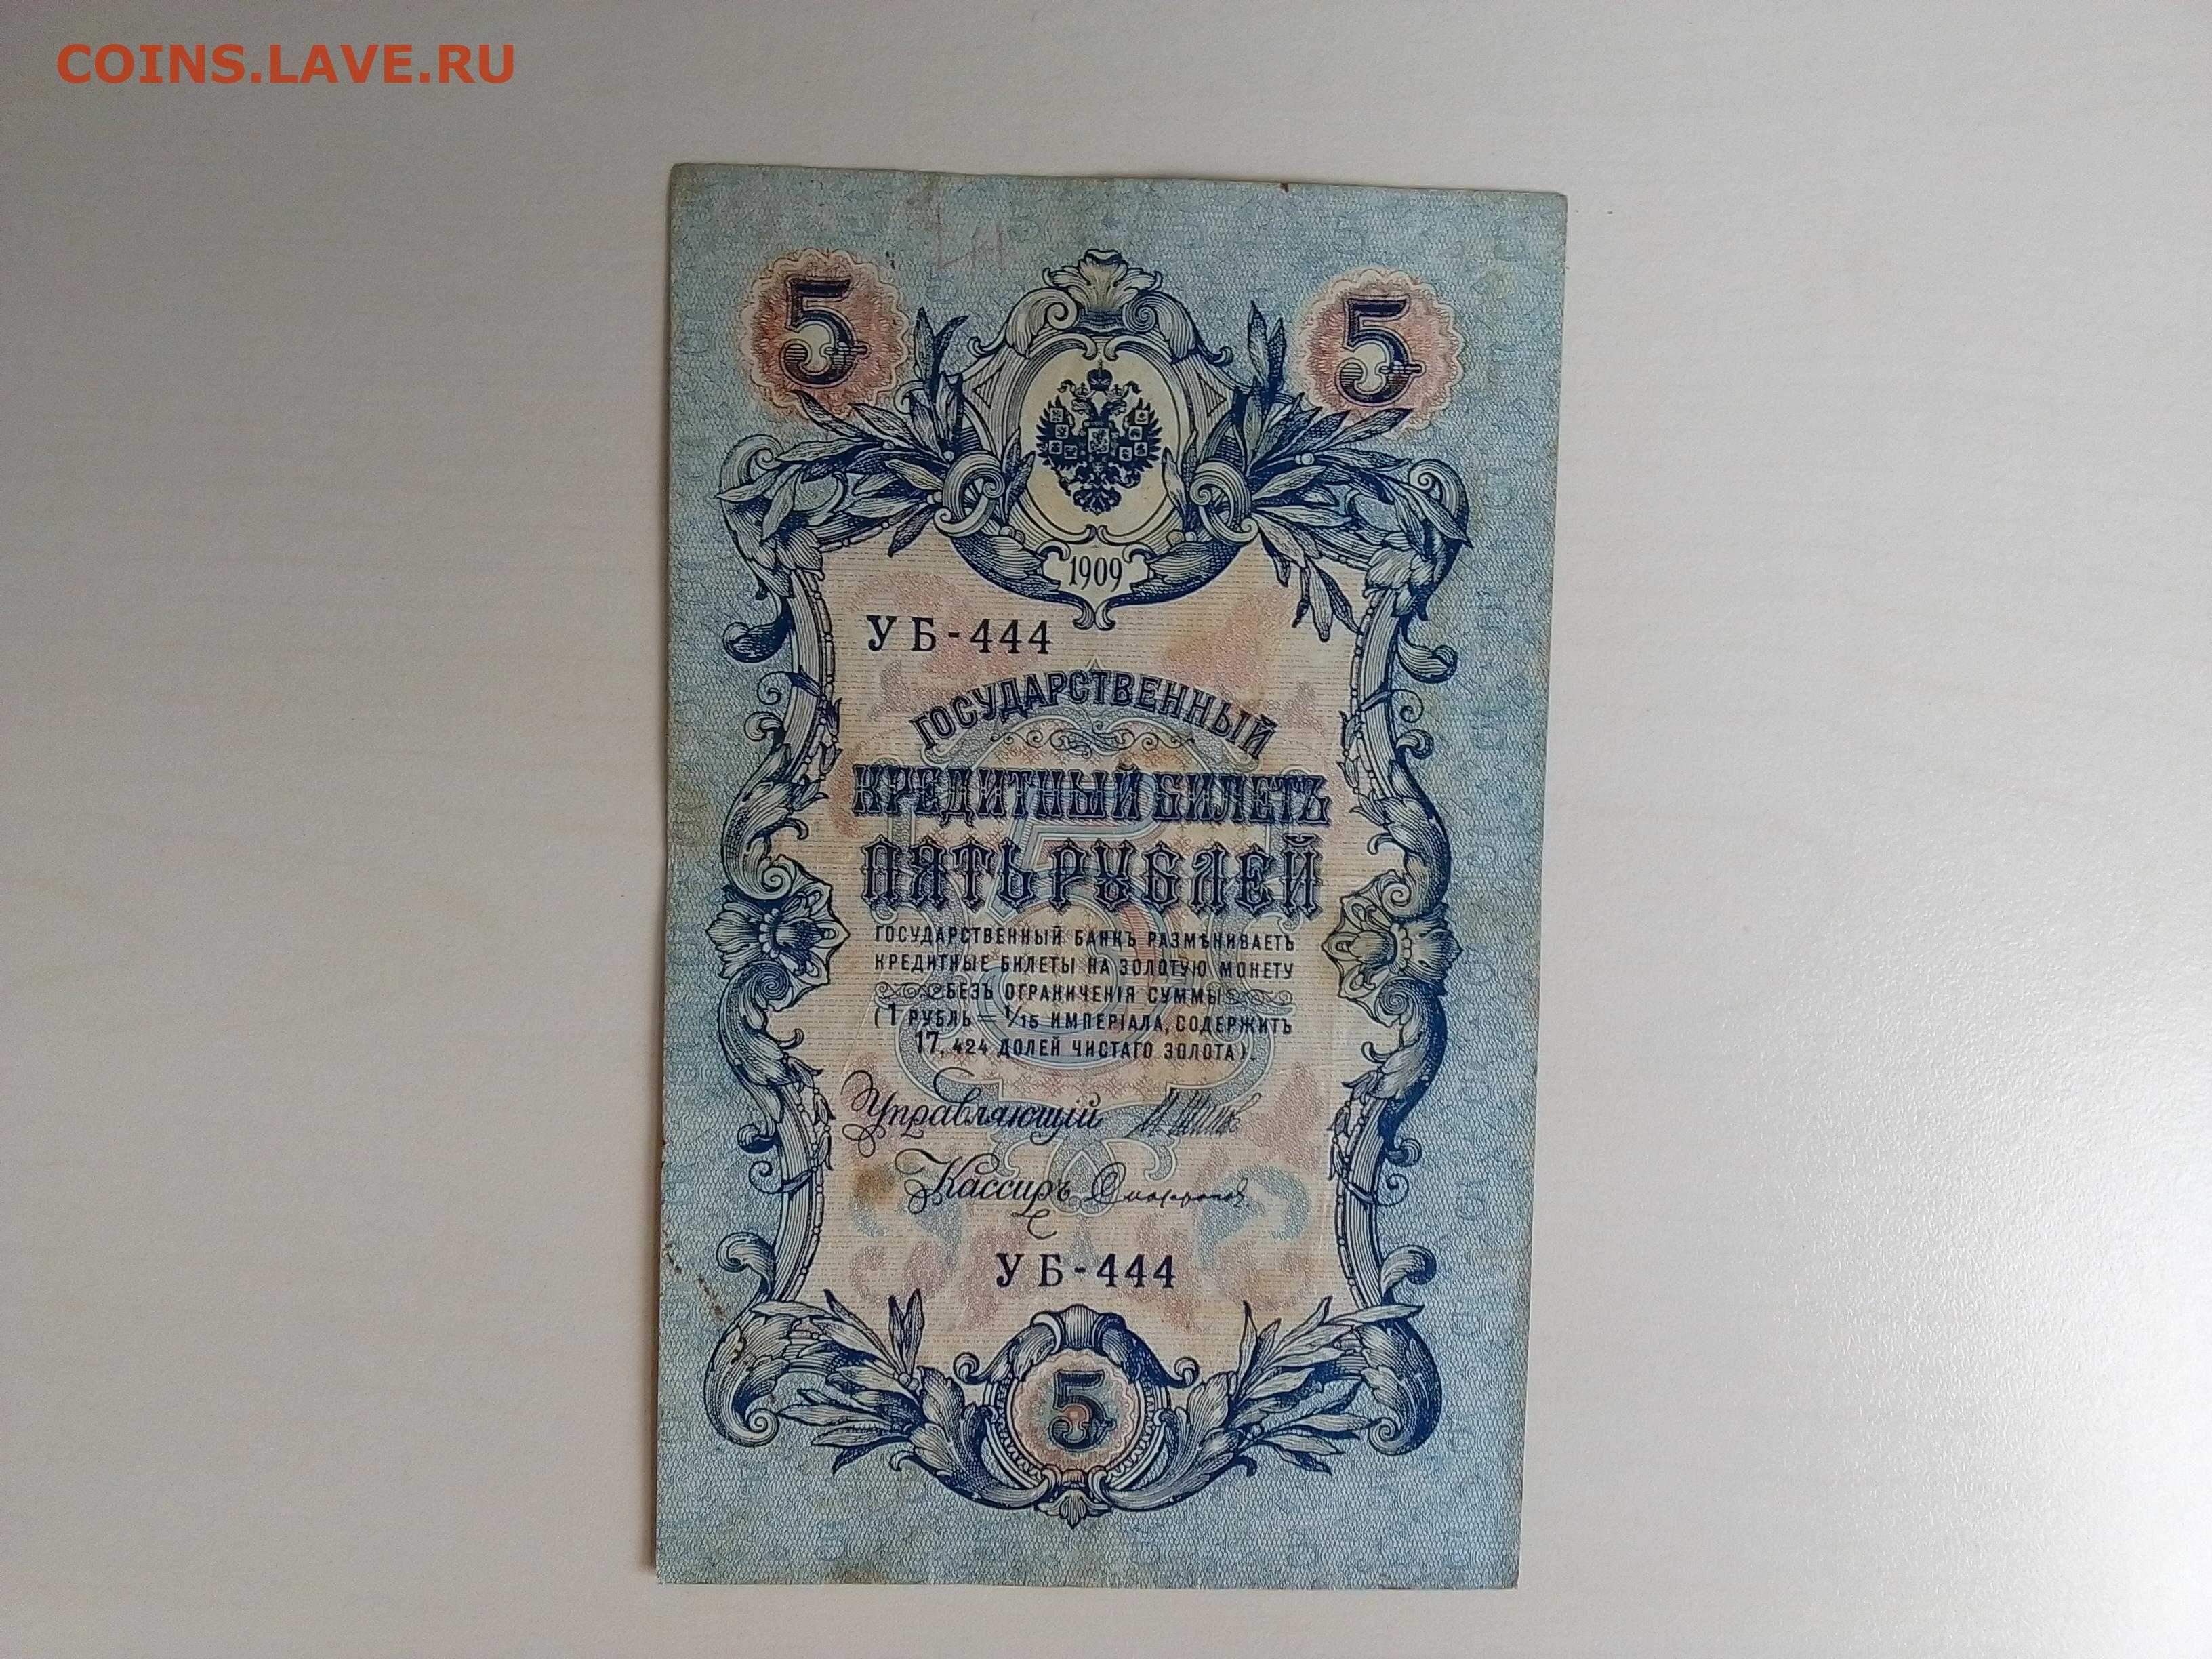 COINS.LAVE.RU
5 5
1909
УБ-444
ГОСУДАРСТВЕННЫЙ
КРЕДИТНЫЙ БИЛЕТЪ
ПЯТЬ РУБЛЕЙ
ГОСУДАРСТВЕННЫЙ БАНКЪ РАЗМѢНИВАЕТЪ
КРЕДИТНЫЕ БИЛЕТЫ НА ЗОЛОТУЮ МОНЕТУ
БЕЗЪ ОГРАНИЧЕНІЯ СУММЫ
(1 РУБЛЬ = 1/15 ИМПЕРІАЛА, СОДЕРЖИТЪ
17,424 ДОЛЕЙ ЧИСТАГО ЗОЛОТА).
Управляющій
Кассиръ
УБ-444
5